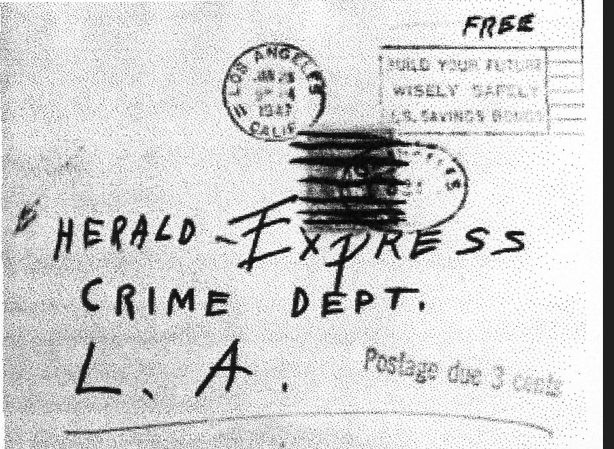 FREE
LOS ANGELES
1947
CALIF
BUILD YOUR FUTURE
WISELY SAFELY
U.S. SAVINGS BONDS
HERALD-EXPRESS
CRIME DEPT.
L. A.
Postage due 3 cents